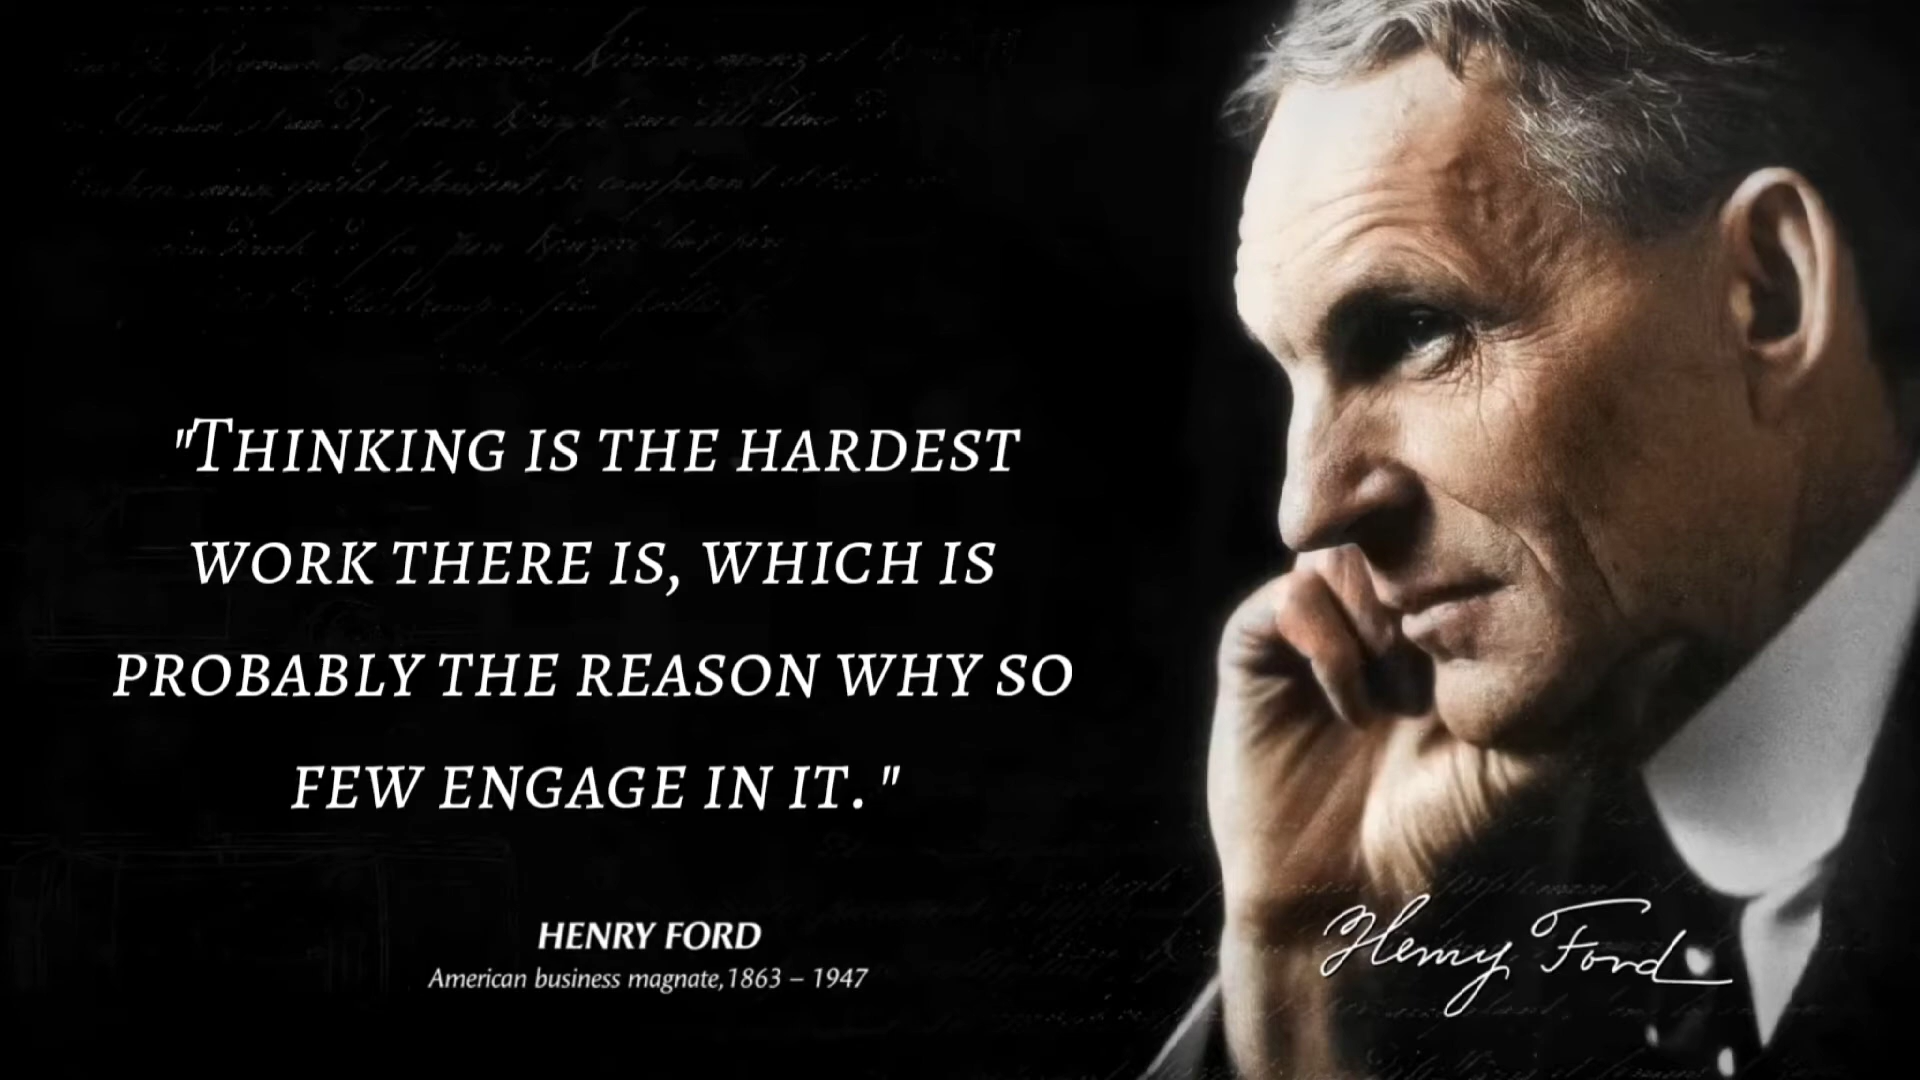 "THINKING IS THE HARDEST
WORK THERE IS, WHICH IS
PROBABLY THE REASON WHY SO
FEW ENGAGE IN IT."
HENRY FORD
American business magnate, 1863 – 1947
Henry Ford